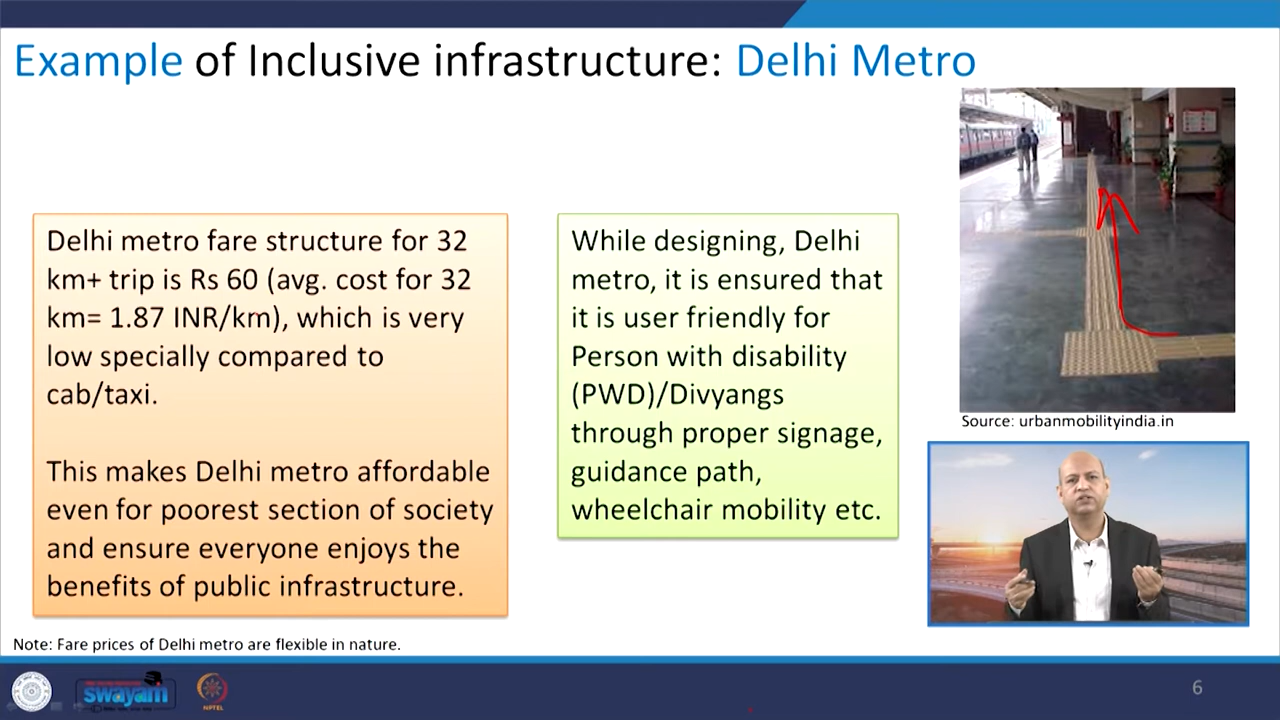 Example of Inclusive infrastructure: Delhi Metro
Delhi metro fare structure for 32
km+ trip is Rs 60 (avg. cost for 32
km= 1.87 INR/km), which is very
low specially compared to
cab/taxi.
This makes Delhi metro affordable
even for poorest section of society
and ensure everyone enjoys the
benefits of public infrastructure.
While designing, Delhi
metro, it is ensured that
it is user friendly for
Person with disability
(PWD)/Divyangs
through proper signage,
guidance path,
wheelchair mobility etc.
Source: urbanmobilityindia.in
Note: Fare prices of Delhi metro are flexible in nature.
swayam
NPTEL
6